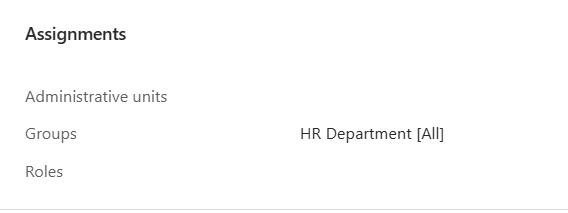 Assignments
Administrative units
Groups HR Department [All]
Roles